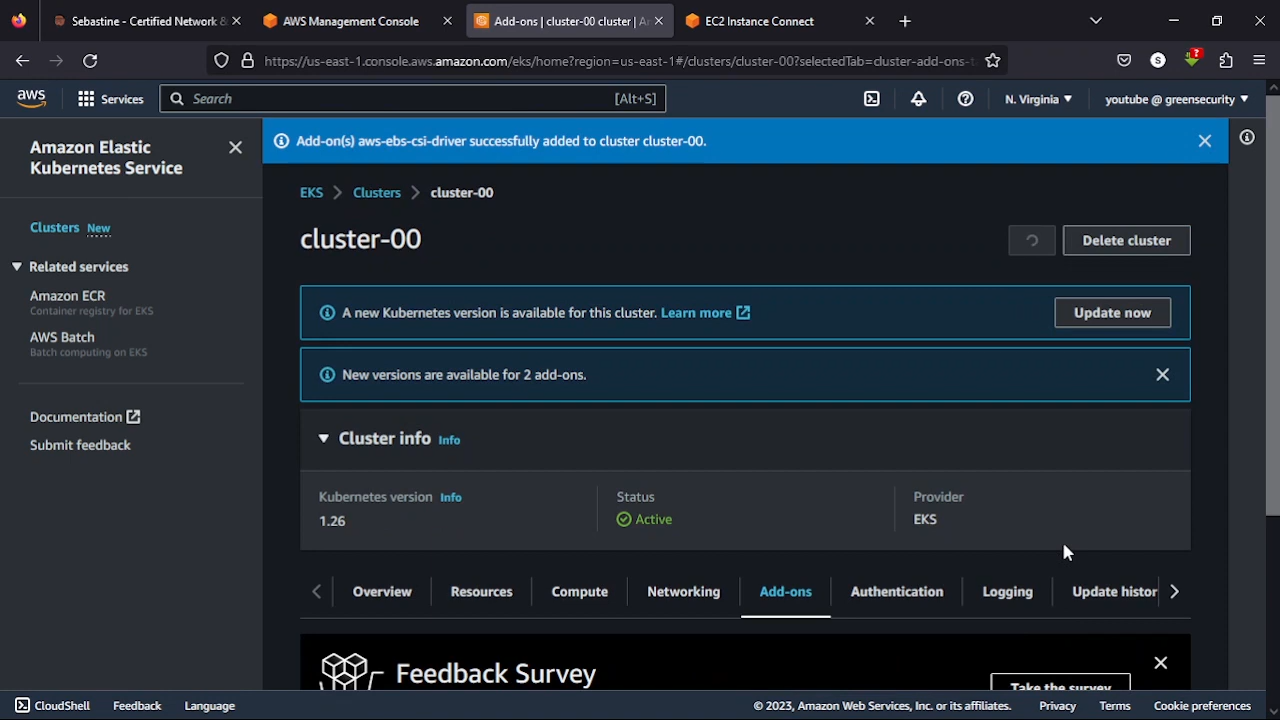 Sebastine - Certified Network &
AWS Management Console
Add-ons | cluster-00 cluster | Am
EC2 Instance Connect
https://us-east-1.console.aws.amazon.com/eks/home?region=us-east-1#/clusters/cluster-00?selectedTab=cluster-add-ons-t
S
?
aws
Services
Search
[Alt+S]
N. Virginia
youtube @ greensecurity
Amazon Elastic
Kubernetes Service
Clusters New
Related services
Amazon ECR
Container registry for EKS
AWS Batch
Batch computing on EKS
Documentation
Submit feedback
Add-on(s) aws-ebs-csi-driver successfully added to cluster cluster-00.
EKS
Clusters
cluster-00
cluster-00
Delete cluster
A new Kubernetes version is available for this cluster. Learn more
Update now
New versions are available for 2 add-ons.
Cluster info Info
Kubernetes version Info
1.26
Status
Active
Provider
EKS
Overview
Resources
Compute
Networking
Add-ons
Authentication
Logging
Update histor
Feedback Survey
Take the survey
CloudShell
Feedback
Language
© 2023, Amazon Web Services, Inc. or its affiliates.
Privacy
Terms
Cookie preferences